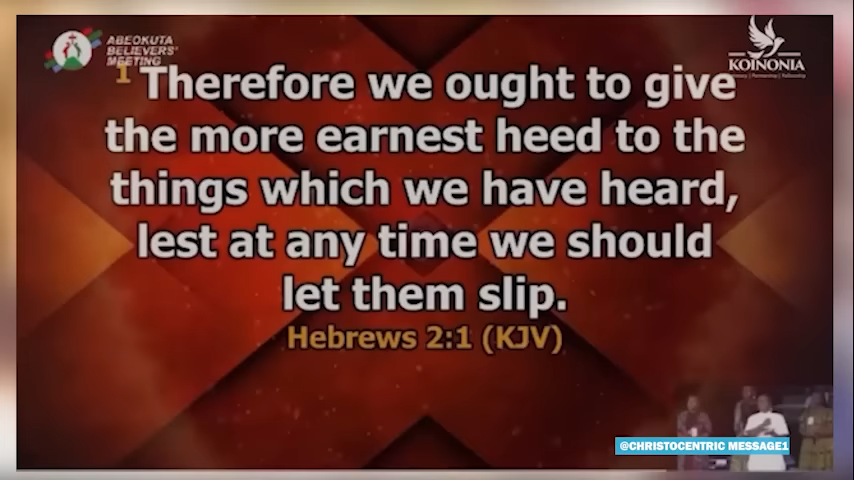 ABEOKUTA
BELIEVERS'
MEETING
KOINONIA
1 Therefore we ought to give
the more earnest heed to the
things which we have heard,
lest at any time we should
let them slip.
Hebrews 2:1 (KJV)
@CHRISTOCENTRIC MESSAGE1